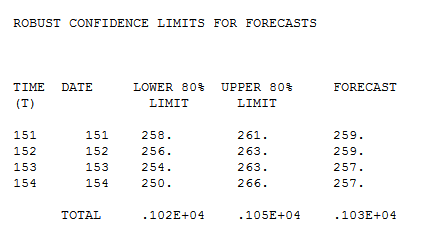 ROBUST CONFIDENCE LIMITS FOR FORECASTS
TIME DATE LOWER 80% UPPER 80% FORECAST
(T) LIMIT LIMIT
151 151 258. 261. 259.
152 152 256. 263. 259.
153 153 254. 263. 257.
154 154 250. 266. 257.
TOTAL .102E+04 .105E+04 .103E+04